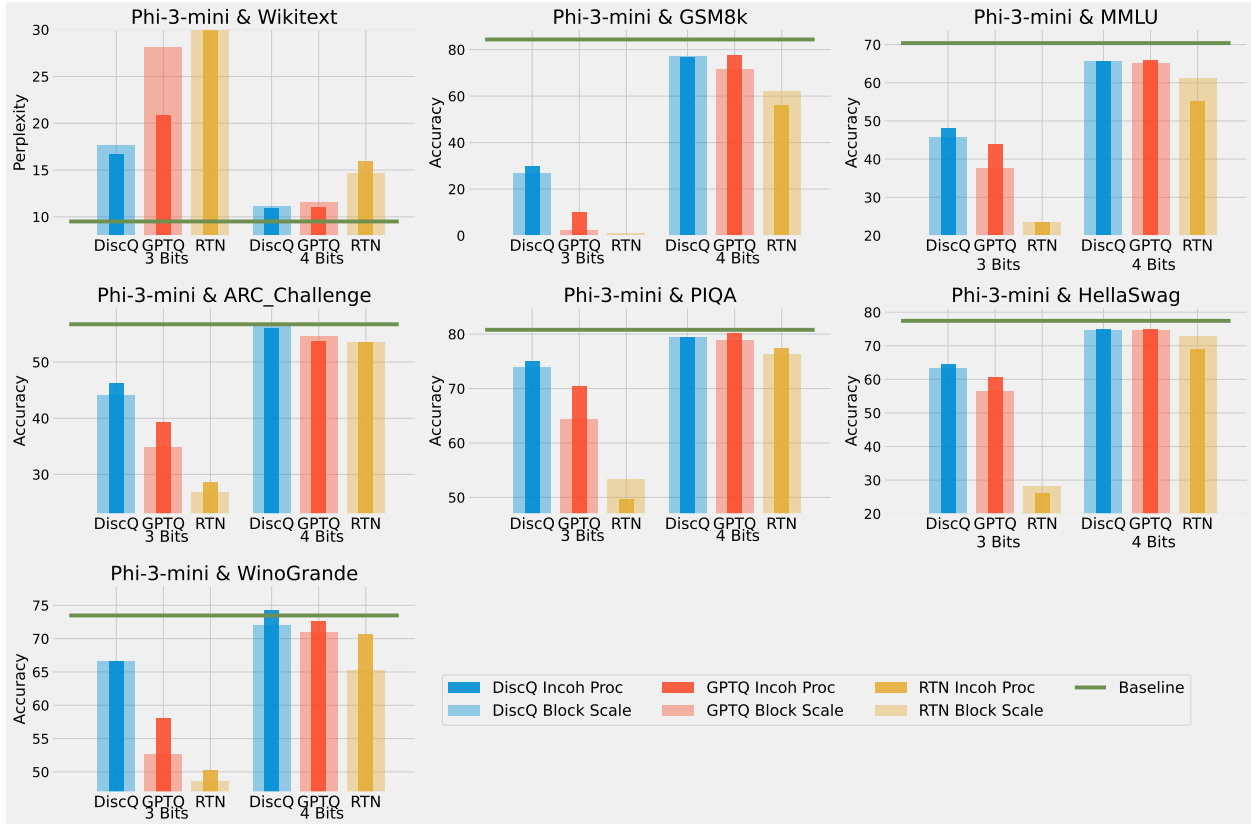 Phi-3-mini & Wikitext
Perplexity
30
25
20
15
10
DiscQ GPTQ RTN DiscQ GPTQ RTN
3 Bits 4 Bits
Phi-3-mini & GSM8k
Accuracy
80
60
40
20
0
DiscQ GPTQ RTN DiscQ GPTQ RTN
3 Bits 4 Bits
Phi-3-mini & MMLU
Accuracy
70
60
50
40
30
20
DiscQ GPTQ RTN DiscQ GPTQ RTN
3 Bits 4 Bits
Phi-3-mini & ARC_Challenge
Accuracy
50
40
30
DiscQ GPTQ RTN DiscQ GPTQ RTN
3 Bits 4 Bits
Phi-3-mini & PIQA
Accuracy
80
70
60
50
DiscQ GPTQ RTN DiscQ GPTQ RTN
3 Bits 4 Bits
Phi-3-mini & HellaSwag
Accuracy
80
70
60
50
40
30
20
DiscQ GPTQ RTN DiscQ GPTQ RTN
3 Bits 4 Bits
Phi-3-mini & WinoGrande
Accuracy
75
70
65
60
55
50
DiscQ GPTQ RTN DiscQ GPTQ RTN
3 Bits 4 Bits
DiscQ Incoh Proc GPTQ Incoh Proc RTN Incoh Proc Baseline
DiscQ Block Scale GPTQ Block Scale RTN Block Scale